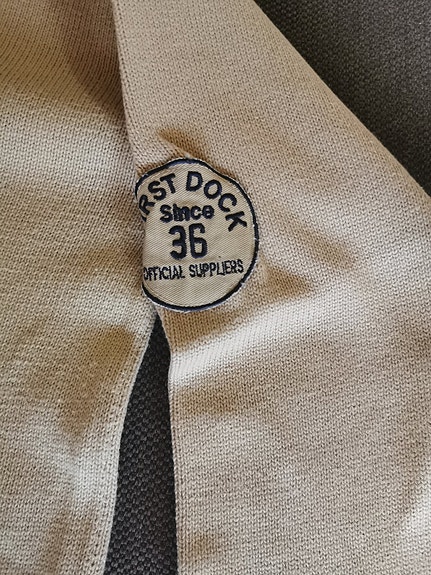 RST DOCK
Since
36
OFFICIAL SUPPLIERS